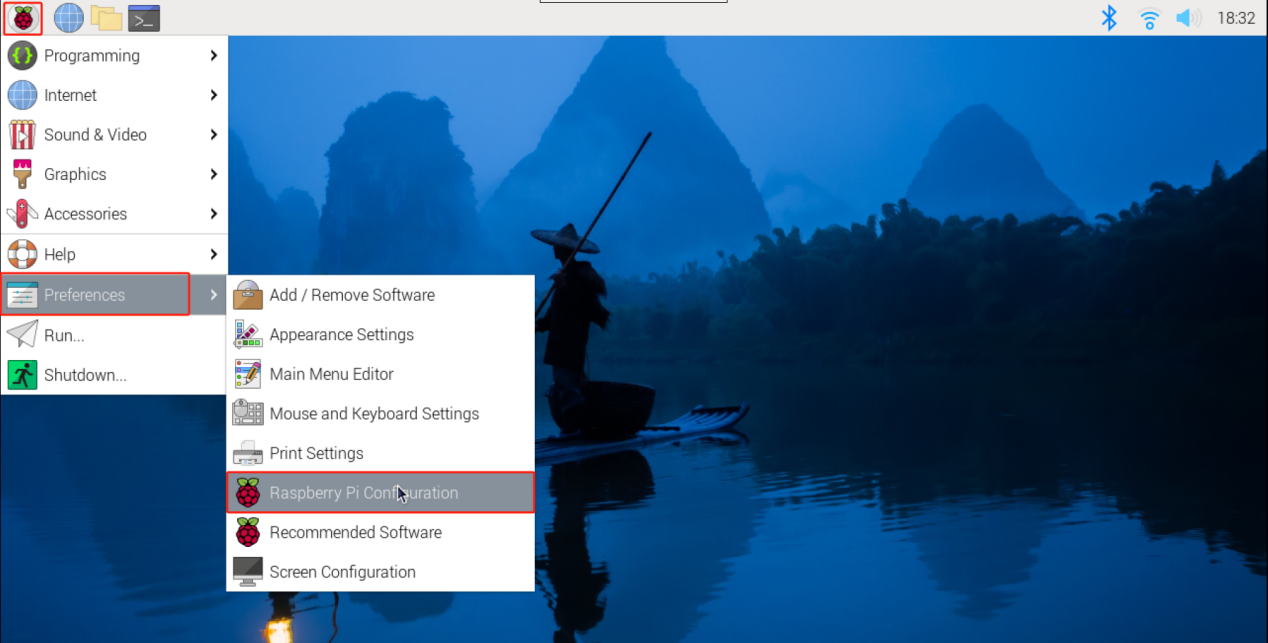 18:32
Programming
Internet
Sound & Video
Graphics
Accessories
Help
Preferences
Run...
Shutdown...
Add / Remove Software
Appearance Settings
Main Menu Editor
Mouse and Keyboard Settings
Print Settings
Raspberry Pi Configuration
Recommended Software
Screen Configuration